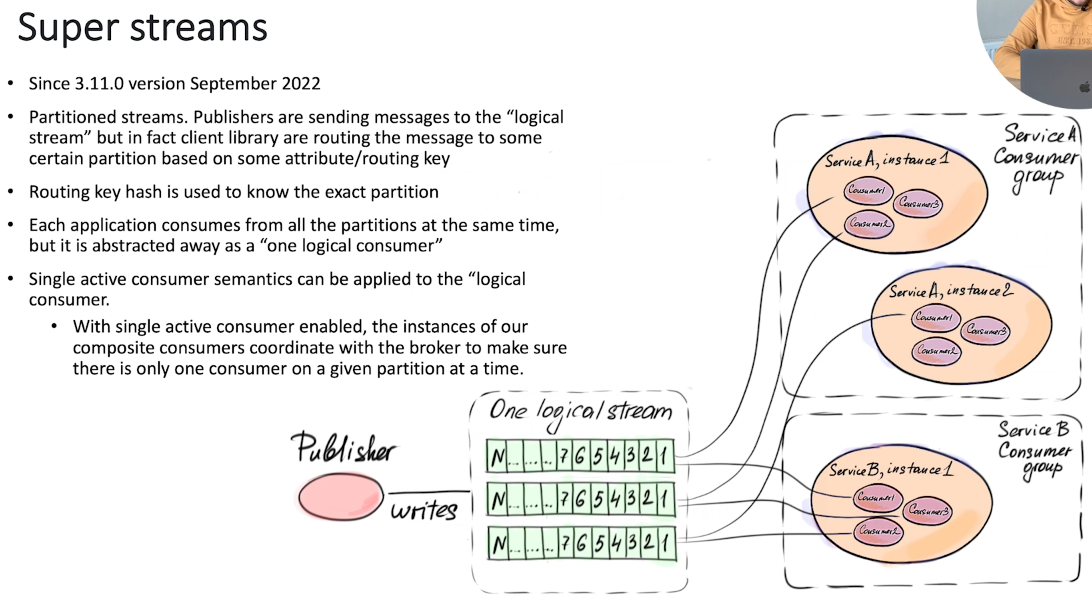 Super streams
• Since 3.11.0 version September 2022
• Partitioned streams. Publishers are sending messages to the “logical
stream” but in fact client library are routing the message to some
certain partition based on some attribute/routing key
• Routing key hash is used to know the exact partition
• Each application consumes from all the partitions at the same time,
but it is abstracted away as a “one logical consumer”
• Single active consumer semantics can be applied to the “logical
consumer.
• With single active consumer enabled, the instances of our
composite consumers coordinate with the broker to make sure
there is only one consumer on a given partition at a time.
Service A
Consumer
group
Service A, instance 1
Consumer1
Consumer3
Consumer2
Service A, instance 2
Consumer1
Consumer3
Consumer2
One logical stream
Publisher
writes
N......7 6 5 4 3 2 1
N......7 6 5 4 3 2 1
N......7 6 5 4 3 2 1
Service B
Consumer
group
Service B, instance 1
Consumer1
Consumer3
Consumer2